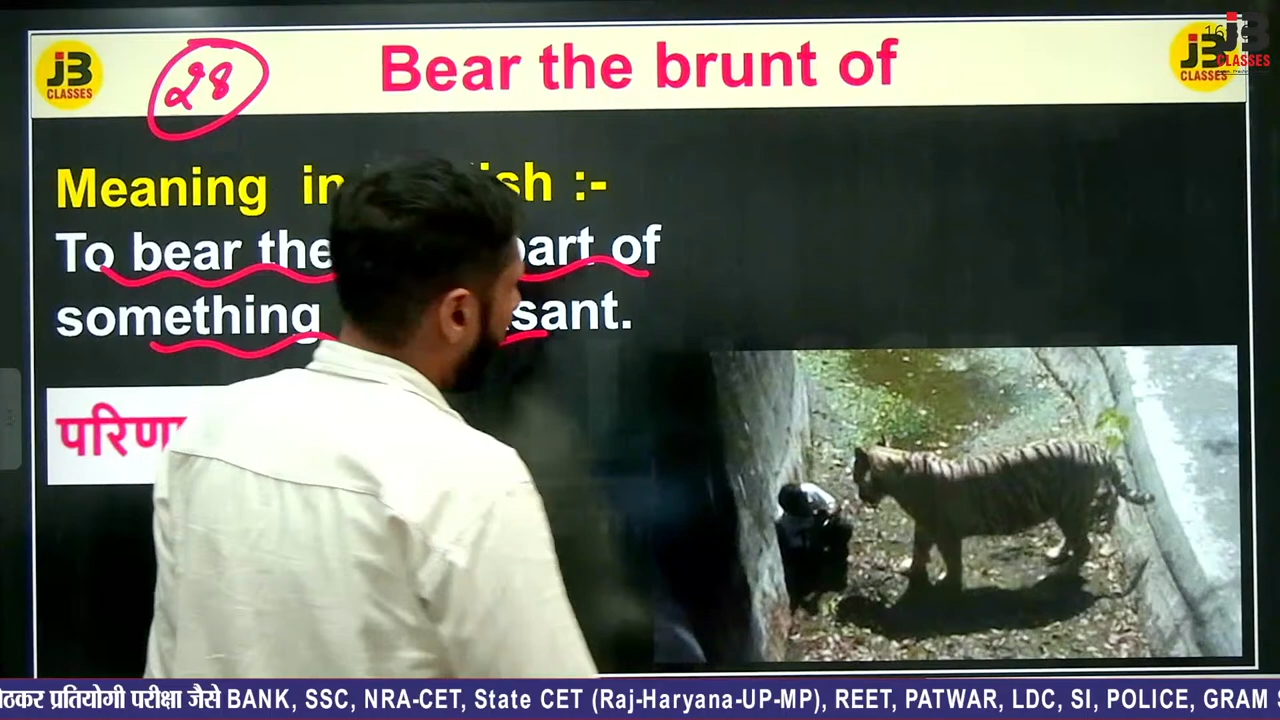 JB
CLASSES
28
Bear the brunt of
JB
CLASSES
JB
CLASSES
Meaning in ish :-
To bear the part of
something sant.
परिणा
ठकर प्रतियोगी परीक्षा जैसे BANK, SSC, NRA-CET, State CET (Raj-Haryana-UP-MP), REET, PATWAR, LDC, SI, POLICE, GRAM S